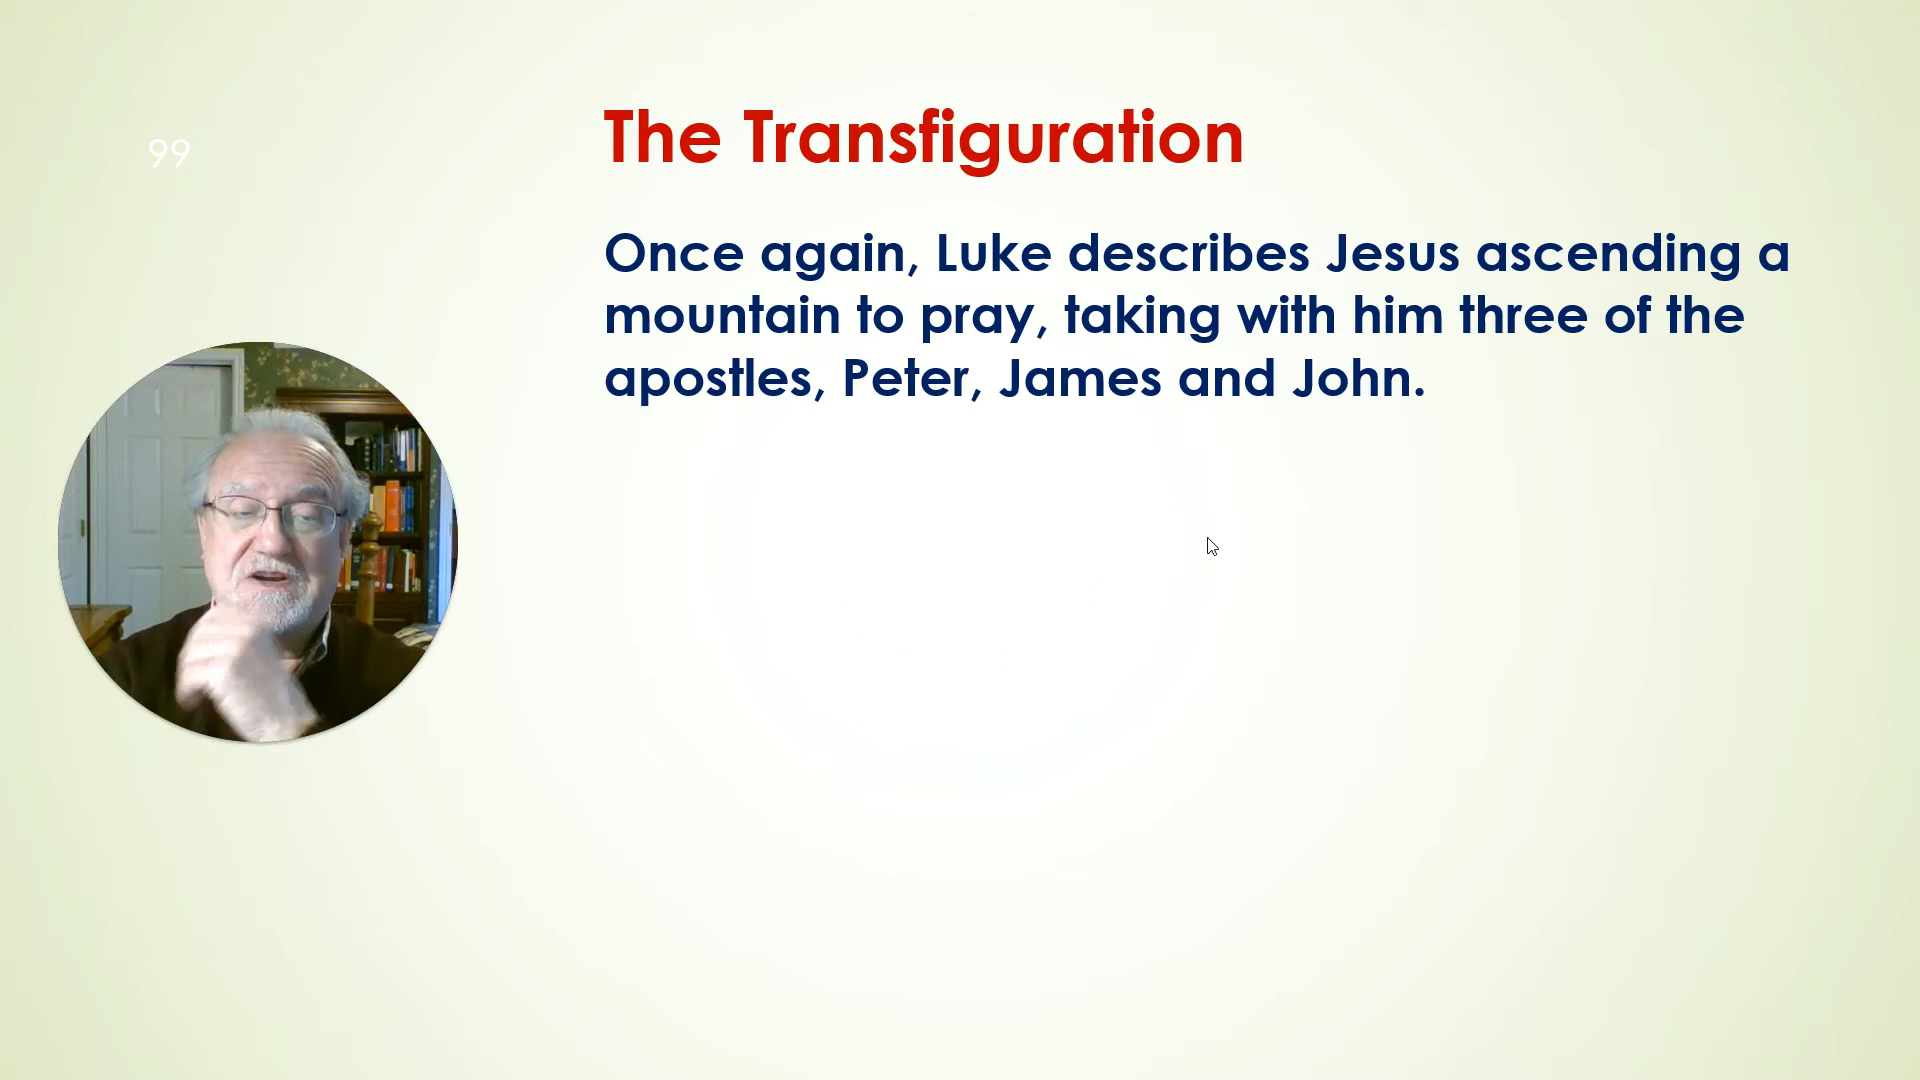 99
The Transfiguration
Once again, Luke describes Jesus ascending a
mountain to pray, taking with him three of the
apostles, Peter, James and John.